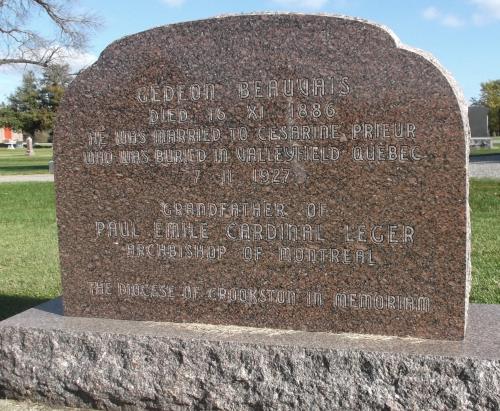 GEDEON BEAUVAIS
DIED 16 XI 1886
HE WAS MARRIED TO CESARINE PRIEUR
WHO WAS BURIED IN VALLEYFIELD QUEBEC
7 11 1927
GRANDFATHER OF
PAUL EMILE CARDINAL LEGER
ARCHBISHOP OF MONTREAL
THE DIOCESE OF CROOKSTON IN MEMORIAM